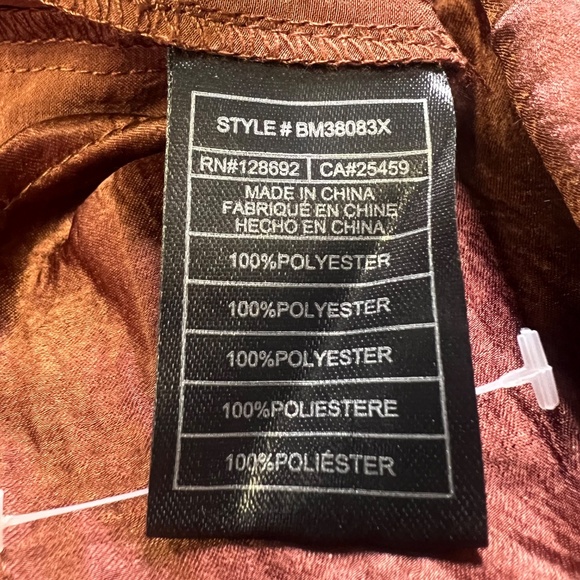 STYLE # BM38083X
RN#128692 CA#25459
MADE IN CHINA
FABRIQUÉ EN CHINE
HECHO EN CHINA
100%POLYESTER
100%POLYESTER
100%POLYESTER
100%POLIESTERE
100%POLIÉSTER